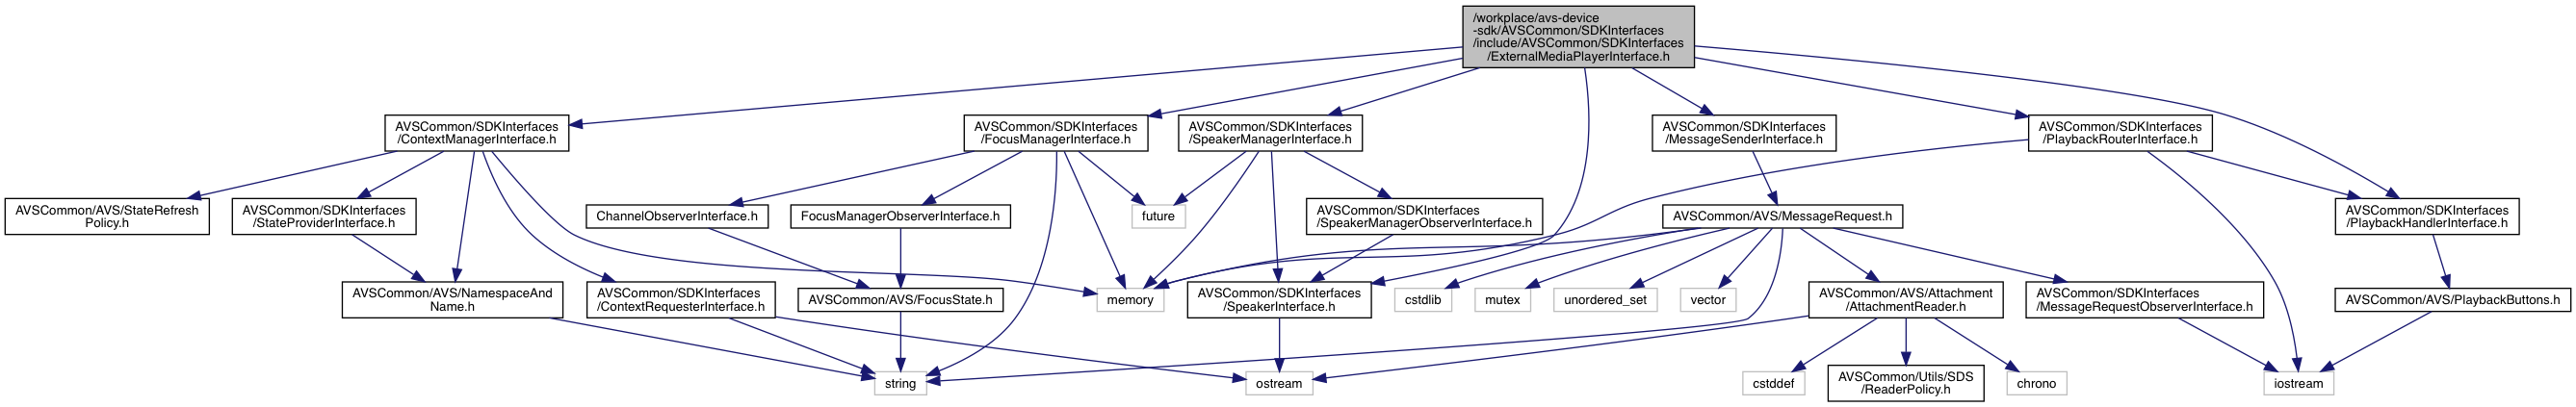 /workplace/avs-device
-sdk/AVSCommon/SDKInterfaces
/include/AVSCommon/SDKInterfaces
/ExternalMediaPlayerInterface.h
AVSCommon/SDKInterfaces
/ContextManagerInterface.h
AVSCommon/SDKInterfaces
/FocusManagerInterface.h
AVSCommon/SDKInterfaces
/SpeakerManagerInterface.h
AVSCommon/SDKInterfaces
/MessageSenderInterface.h
AVSCommon/SDKInterfaces
/PlaybackRouterInterface.h
AVSCommon/AVS/StateRefresh
Policy.h
AVSCommon/SDKInterfaces
/StateProviderInterface.h
ChannelObserverInterface.h
FocusManagerObserverInterface.h
future
AVSCommon/SDKInterfaces
/SpeakerManagerObserverInterface.h
AVSCommon/AVS/MessageRequest.h
AVSCommon/SDKInterfaces
/PlaybackHandlerInterface.h
AVSCommon/AVS/NamespaceAnd
Name.h
AVSCommon/SDKInterfaces
/ContextRequesterInterface.h
AVSCommon/AVS/FocusState.h
memory
AVSCommon/SDKInterfaces
/SpeakerInterface.h
cstdlib
mutex
unordered_set
vector
AVSCommon/AVS/Attachment
/AttachmentReader.h
AVSCommon/SDKInterfaces
/MessageRequestObserverInterface.h
AVSCommon/AVS/PlaybackButtons.h
string
ostream
cstddef
AVSCommon/Utils/SDS
/ReaderPolicy.h
chrono
iostream